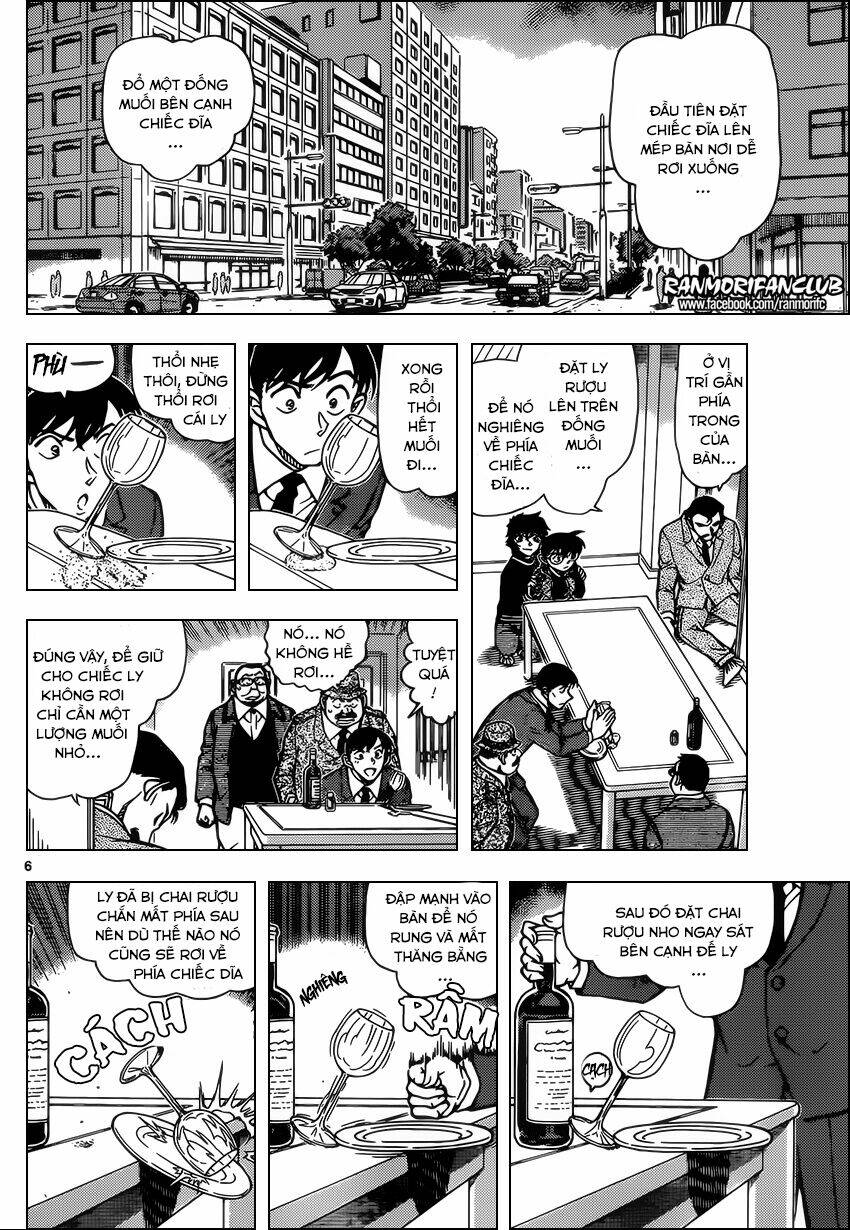 ĐẦU TIÊN ĐẶT
CHIẾC ĐĨA LÊN
MÉP BÀN NƠI DỄ
RƠI XUỐNG
...
ĐỔ MỘT ĐỐNG
MUỐI BÊN CẠNH
CHIẾC ĐĨA
...
RANMORIFANCLUB
www.facebook.com/ranmorifc
Ở VỊ
TRÍ GẦN
PHÍA
TRONG
CỦA
BÀN...
ĐẶT LY
RƯỢU
LÊN TRÊN
ĐỐNG
MUỐI
...
ĐỂ NÓ
NGHIÊNG
VỀ PHÍA
CHIẾC
ĐĨA...
XONG
RỒI
THỔI
HẾT
MUỐI
ĐI...
THỔI NHẸ
THÔI, ĐỪNG
THỔI RƠI
CÁI LY
PHÙ
TUYỆT
QUÁ
!
NÓ... NÓ
KHÔNG HỀ
RƠI...
ĐÚNG VẬY, ĐỂ GIỮ
CHO CHIẾC LY
KHÔNG RƠI
CHỈ CẦN MỘT
LƯỢNG MUỐI
NHỎ...
6
SAU ĐÓ ĐẶT CHAI
RƯỢU NHO NGAY SÁT
BÊN CẠNH ĐẾ LY
...
CÁCH
ĐẬP MẠNH VÀO
BÀN ĐỂ NÓ
RUNG VÀ MẤT
THĂNG BẰNG
...
NGHIÊNG
RẦM
LY ĐÃ BỊ CHAI RƯỢU
CHẮN MẤT PHÍA SAU
NÊN DÙ THẾ NÀO NÓ
CŨNG SẼ RƠI VỀ
PHÍA CHIẾC DĨA
CÁCH